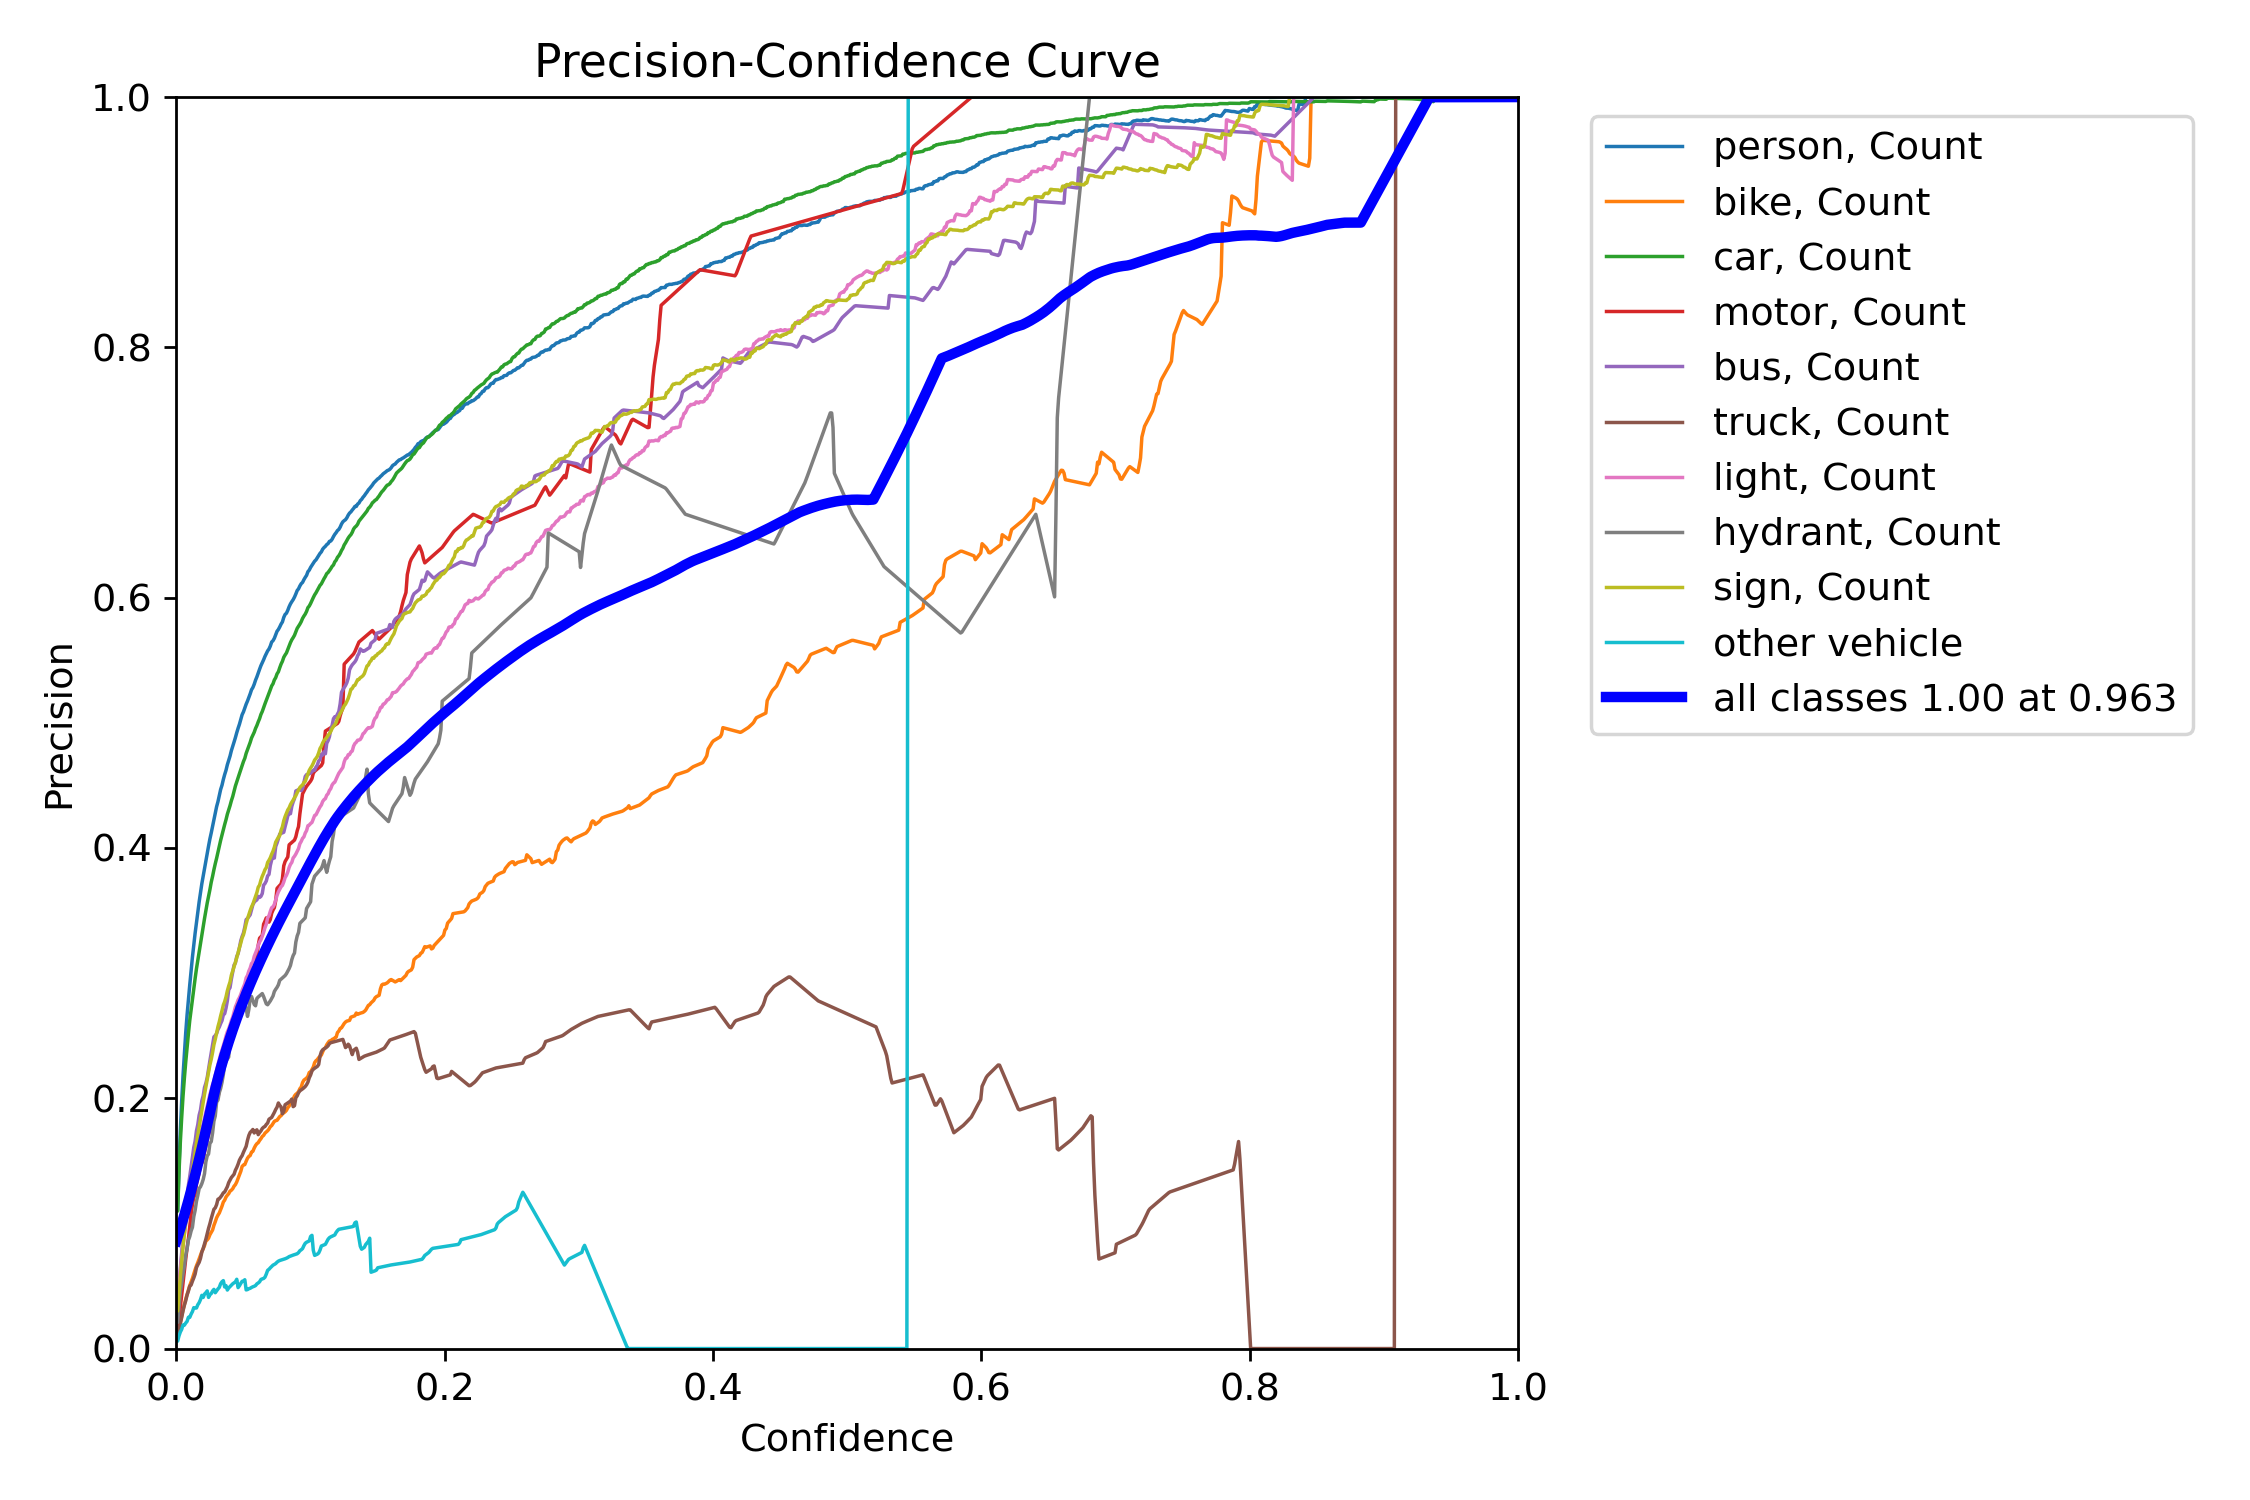 Precision-Confidence Curve
1.0
0.8
0.6
0.4
0.2
0.0
Precision
0.0 0.2 0.4 0.6 0.8 1.0
Confidence
person, Count
bike, Count
car, Count
motor, Count
bus, Count
truck, Count
light, Count
hydrant, Count
sign, Count
other vehicle
all classes 1.00 at 0.963